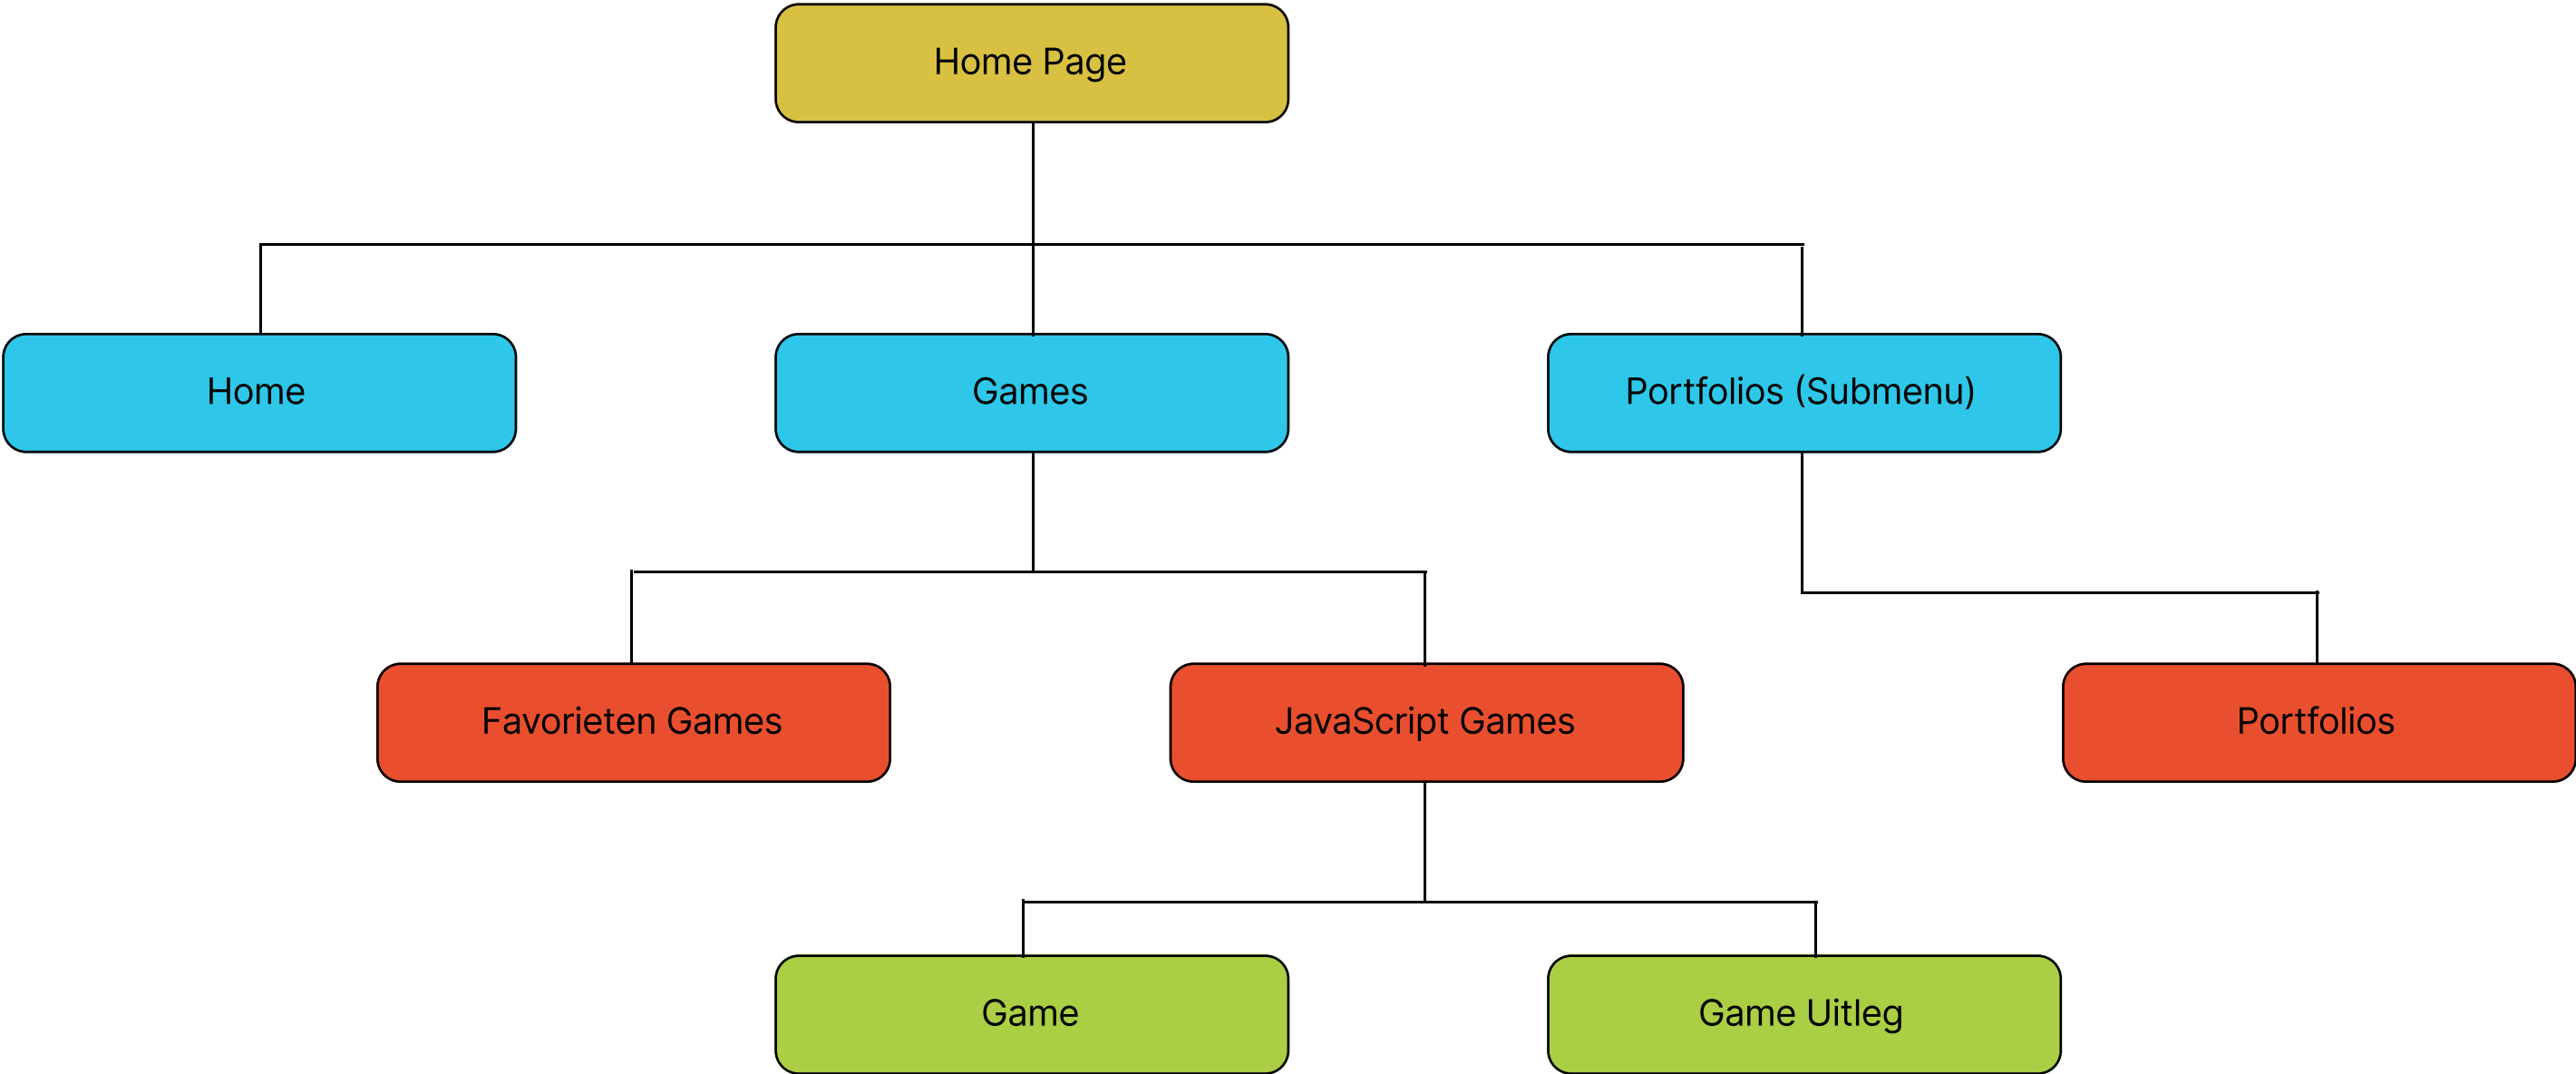 Home Page
Home
Games
Portfolios (Submenu)
Favorieten Games
JavaScript Games
Portfolios
Game
Game Uitleg